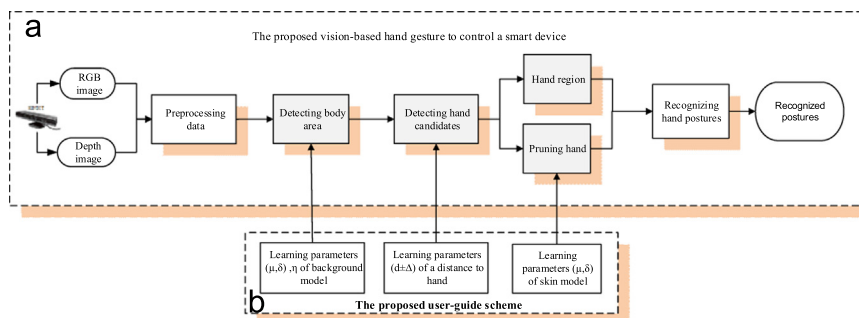 a
The proposed vision-based hand gesture to control a smart device
RGB
image
Depth
image
Preprocessing
data
Detecting body
area
Detecting hand
candidates
Hand region
Pruning hand
Recognizing
hand postures
Recognized
postures
Learning parameters
(μ,δ) ,η of background
model
Learning parameters
(d±Δ) of a distance to
hand
Learning
parameters (μ,δ)
of skin model
b
The proposed user-guide scheme